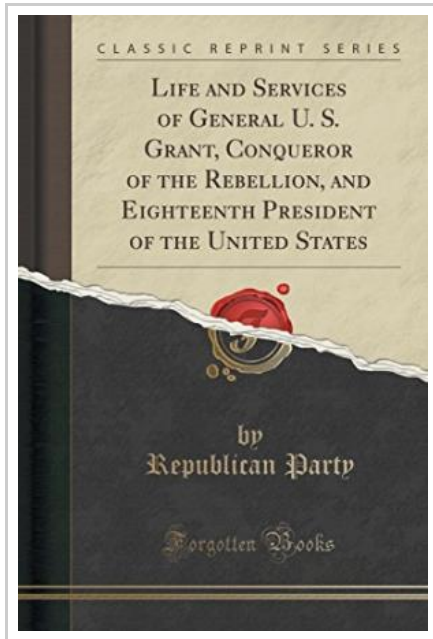 CLASSIC REPRINT SERIES
LIFE AND SERVICES
OF GENERAL U. S.
GRANT, CONQUEROR
OF THE REBELLION, AND
EIGHTEENTH PRESIDENT
OF THE UNITED STATES
by
Republican Party
Forgotten Books